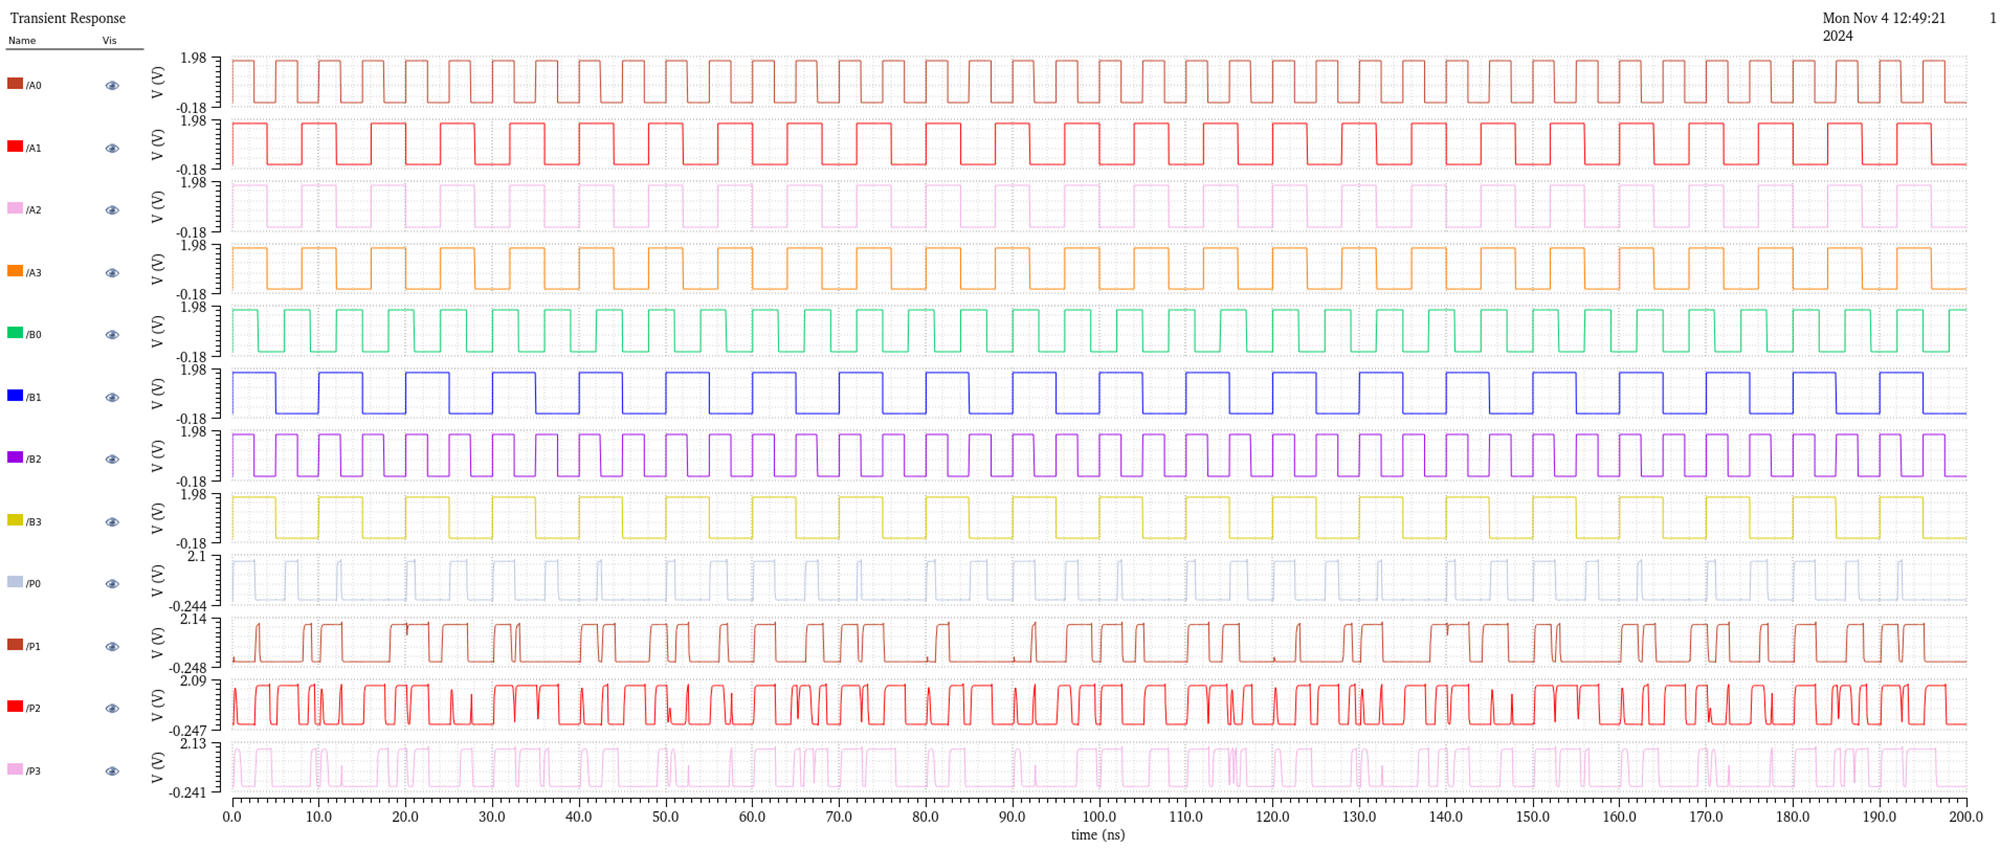 Transient Response
Mon Nov 4 12:49:21 1
2024
Name Vis
/A0 V (V) 1.98 -0.18
/A1 V (V) 1.98 -0.18
/A2 V (V) 1.98 -0.18
/A3 V (V) 1.98 -0.18
/B0 V (V) 1.98 -0.18
/B1 V (V) 1.98 -0.18
/B2 V (V) 1.98 -0.18
/B3 V (V) 1.98 -0.18
/P0 V (V) 2.1 -0.244
/P1 V (V) 2.14 -0.248
/P2 V (V) 2.09 -0.247
/P3 V (V) 2.13 -0.241
0.0 10.0 20.0 30.0 40.0 50.0 60.0 70.0 80.0 90.0 100.0 110.0 120.0 130.0 140.0 150.0 160.0 170.0 180.0 190.0 200.0
time (ns)